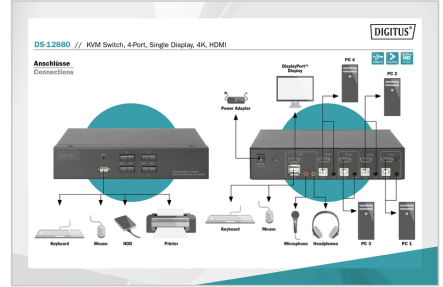 DIGITUS®
DS-12880 // KVM Switch, 4-Port, Single Display, 4K, HDMI
Anschlüsse
Connections
PC 4
DisplayPort™
Display
PC 2
Power Adapter
DIGITUS
Keyboard
Mouse
HDD
Printer
Keyboard
Mouse
Microphone
Headphones
PC 3
PC 1